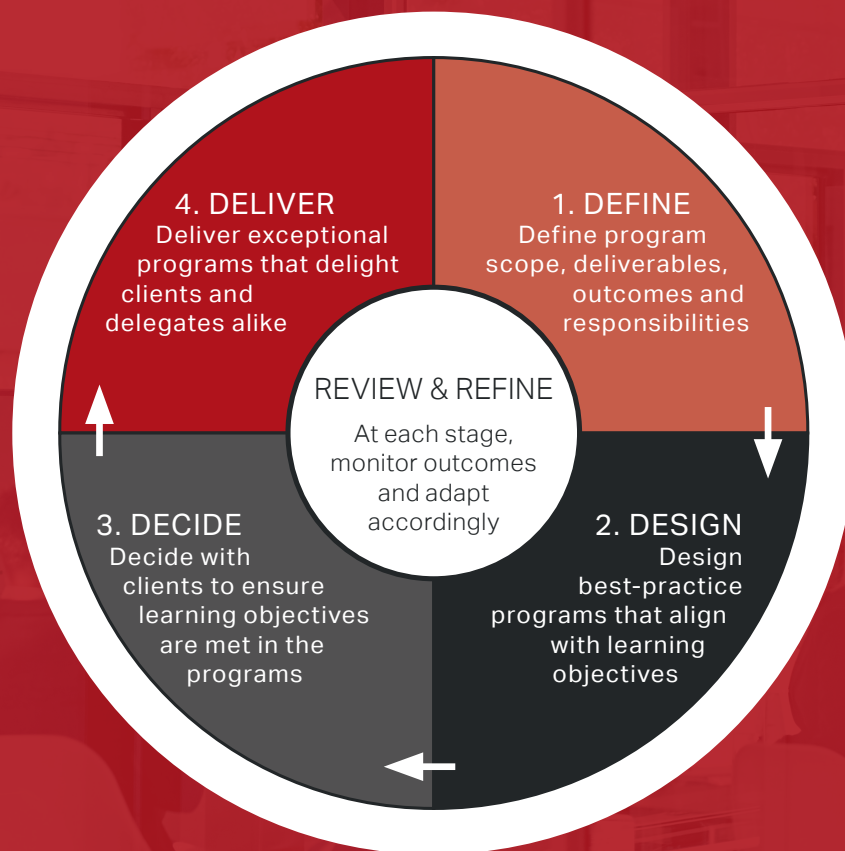 4. DELIVER
Deliver exceptional
programs that delight
clients and
delegates alike
1. DEFINE
Define program
scope, deliverables,
outcomes and
responsibilities
REVIEW & REFINE
At each stage,
monitor outcomes
and adapt
accordingly
3. DECIDE
Decide with
clients to ensure
learning objectives
are met in the
programs
2. DESIGN
Design
best-practice
programs that align
with learning
objectives